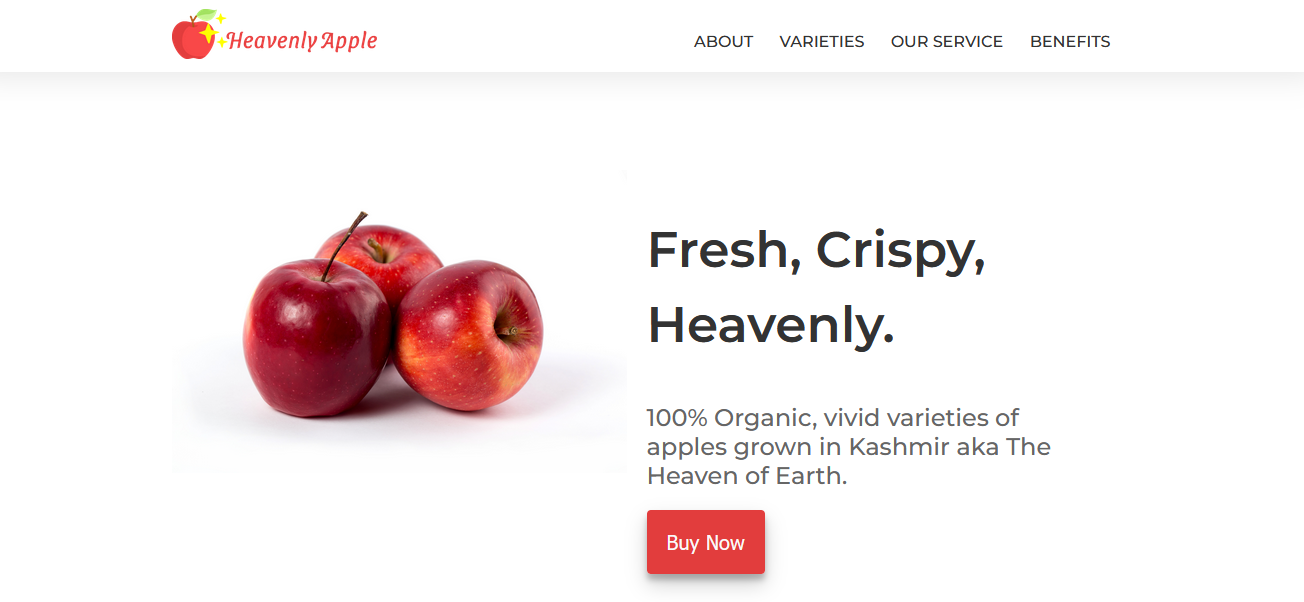 Heavenly Apple
ABOUT VARIETIES OUR SERVICE BENEFITS
Fresh, Crispy,
Heavenly.
100% Organic, vivid varieties of
apples grown in Kashmir aka The
Heaven of Earth.
Buy Now